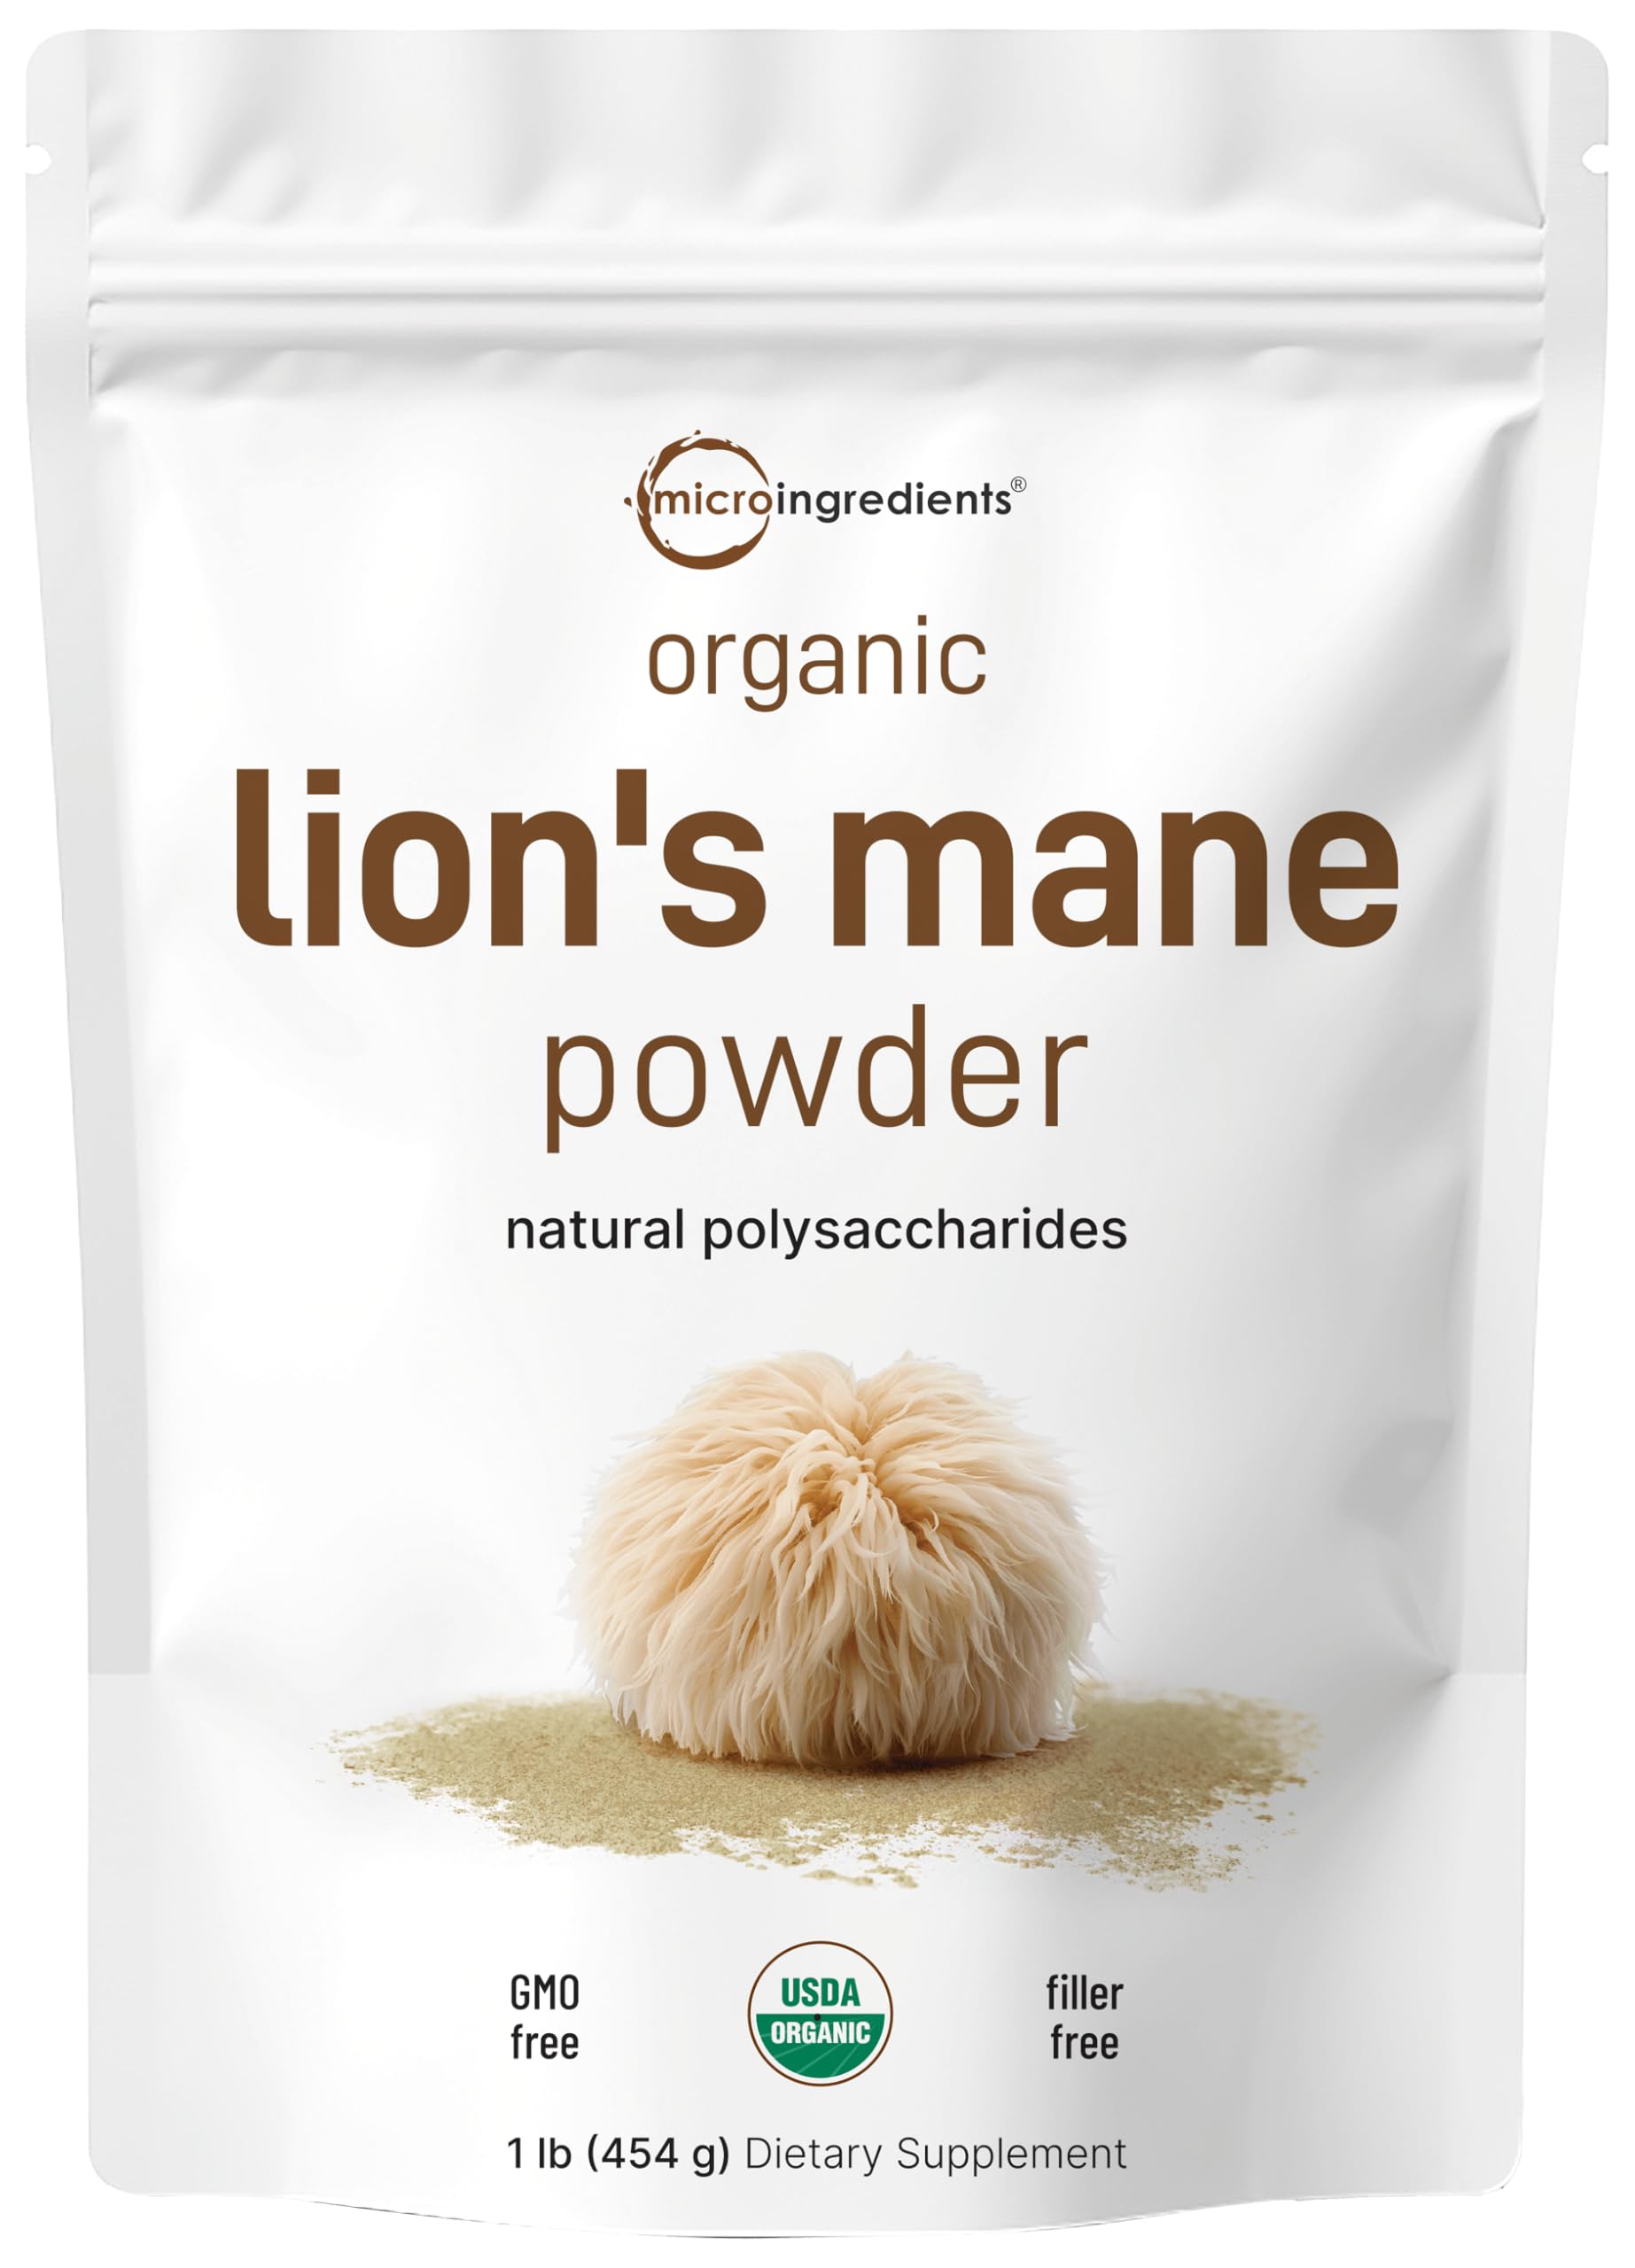 microingredients®
organic
lion's mane
powder
natural polysaccharides
GMO
free
USDA
ORGANIC
filler
free
1 lb (454 g) Dietary Supplement